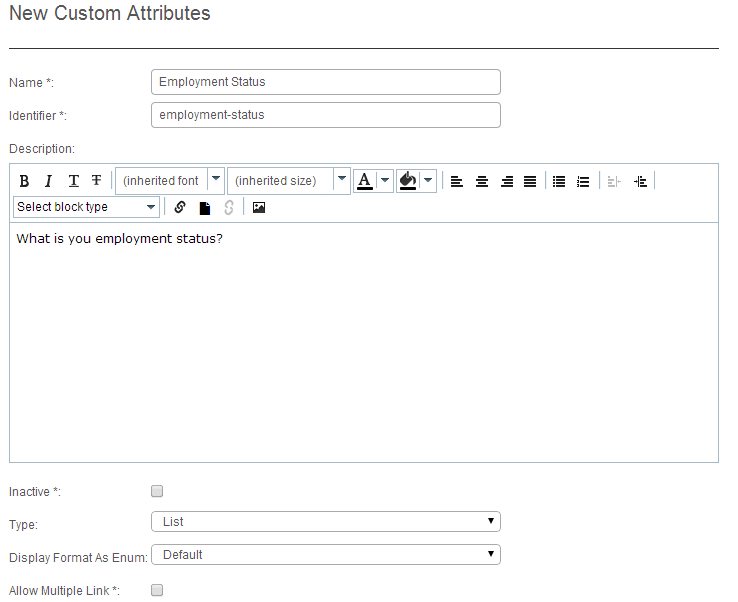 New Custom Attributes
Name *: Employment Status
Identifier *: employment-status
Description:
B I T T (inherited font (inherited size) A
Select block type
What is you employment status?
Inactive *:
Type: List
Display Format As Enum: Default
Allow Multiple Link *: